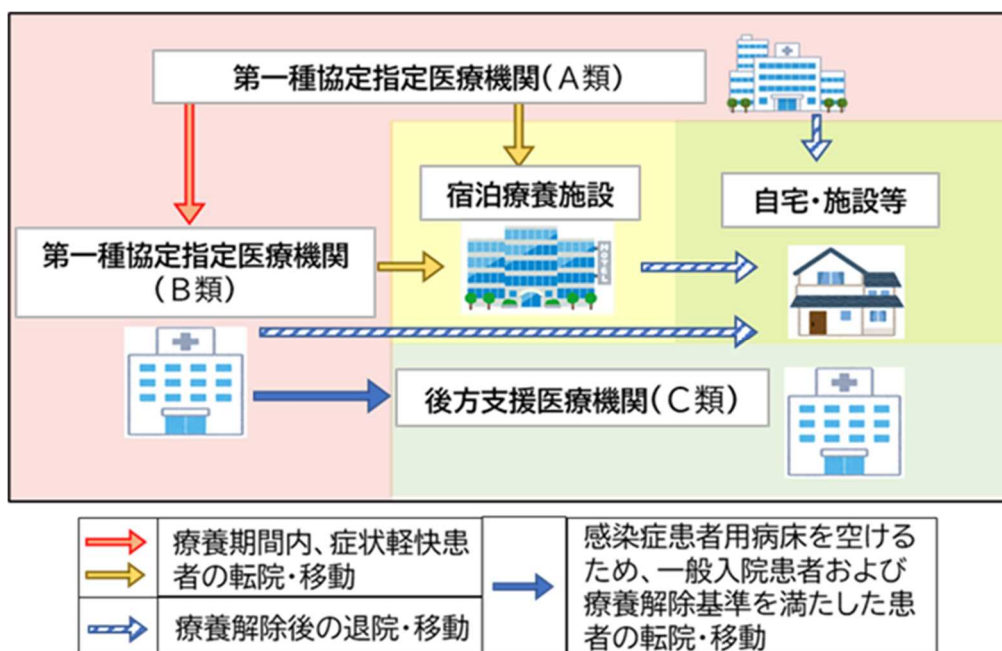 第一種協定指定医療機関(A類)
宿泊療養施設
自宅・施設等
第一種協定指定医療機関
(B類)
HOTEL
後方支援医療機関(C類)
療養期間内、症状軽快患
者の転院・移動
療養解除後の退院・移動
感染症患者用病床を空ける
ため、一般入院患者および
療養解除基準を満たした患
者の転院・移動